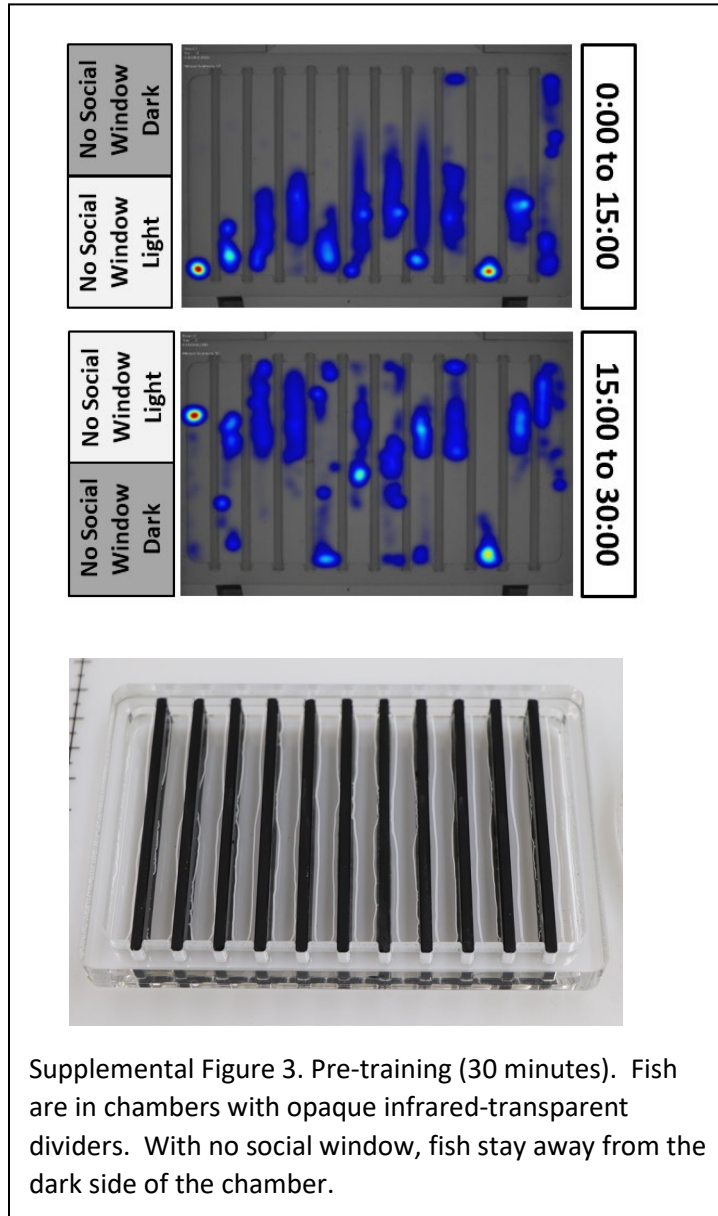 No Social
Window
Dark
No Social
Window
Light
0:00 to 15:00
No Social
Window
Light
No Social
Window
Dark
15:00 to 30:00
Supplemental Figure 3. Pre-training (30 minutes).  Fish
are in chambers with opaque infrared-transparent
dividers.  With no social window, fish stay away from the
dark side of the chamber.